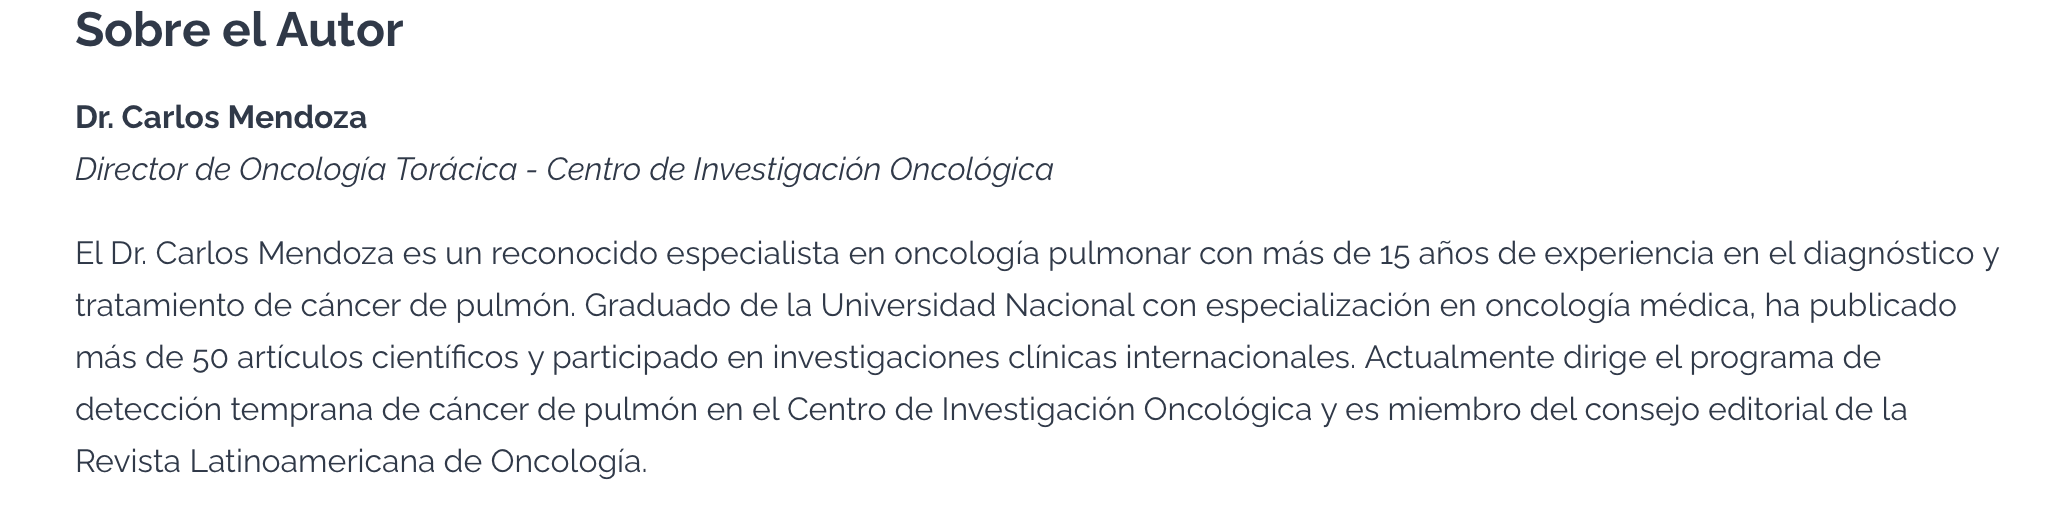 Sobre el Autor
Dr. Carlos Mendoza
Director de Oncología Torácica - Centro de Investigación Oncológica
El Dr. Carlos Mendoza es un reconocido especialista en oncología pulmonar con más de 15 años de experiencia en el diagnóstico y
tratamiento de cáncer de pulmón. Graduado de la Universidad Nacional con especialización en oncología médica, ha publicado
más de 50 artículos científicos y participado en investigaciones clínicas internacionales. Actualmente dirige el programa de
detección temprana de cáncer de pulmón en el Centro de Investigación Oncológica y es miembro del consejo editorial de la
Revista Latinoamericana de Oncología.